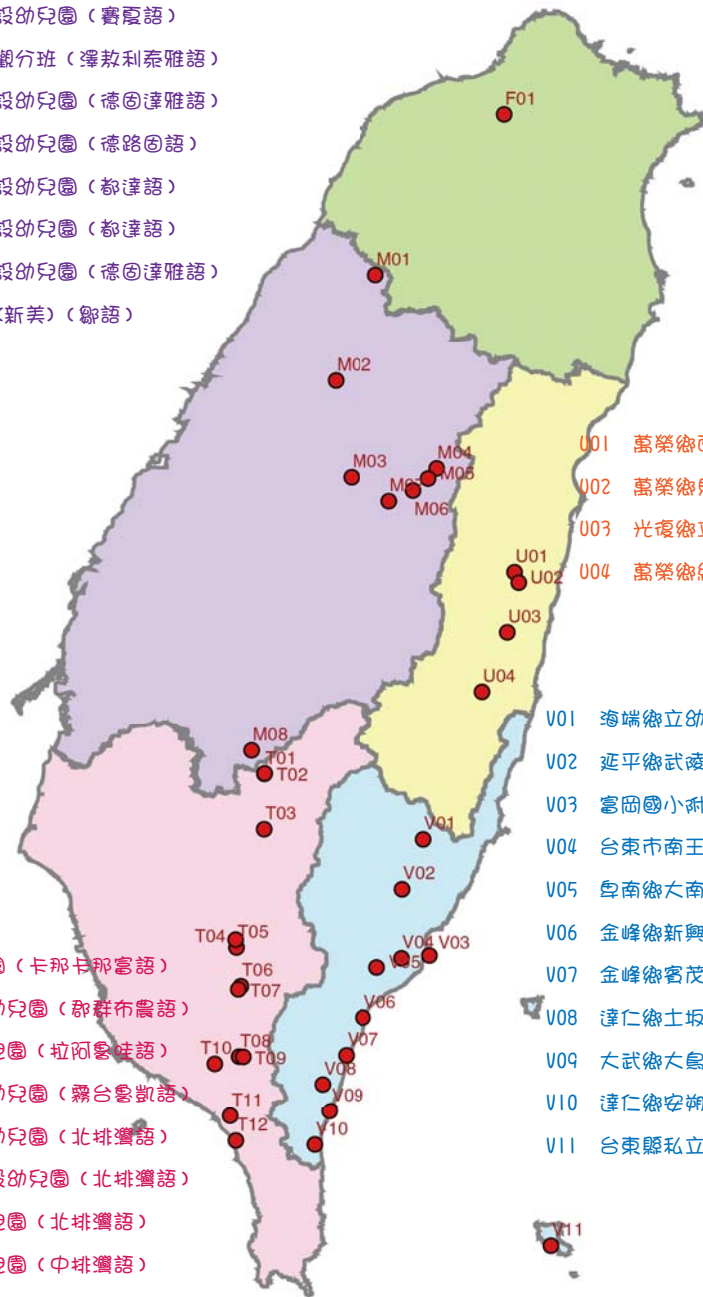 設幼兒園（賽夏語）
觀分班（澤敖利泰雅語）
設幼兒園（德固達雅語）
設幼兒園（德路固語）
設幼兒園（都達語）
設幼兒園（都達語）
設幼兒園（德固達雅語）
(新美)（鄒語）
F01
M01
M02
M03
M04
M05
M07
M06
U01 萬榮鄉
U02 萬榮鄉
U03 光復鄉立
U04 萬榮鄉
U01
U02
U03
U04
M08
T01
T02
T03
V01 海端鄉立幼
V02 延平鄉武陵
V03 富岡國小附
V04 台東市南王
V05 卑南鄉大南
V06 金峰鄉新興
V07 金峰鄉賓茂
V08 達仁鄉土坂
V09 大武鄉大鳥
V10 達仁鄉安朔
V11 台東縣私立
V01
V02
V04
V03
V05
V06
V07
V08
V09
V10
V11
T04
T05
T06
T07
T08
T09
T10
T11
T12
園（卡那卡那富語）
幼兒園（郡群布農語）
兒園（拉阿魯哇語）
幼兒園（霧台魯凱語）
幼兒園（北排灣語）
設幼兒園（北排灣語）
兒園（北排灣語）
兒園（中排灣語）